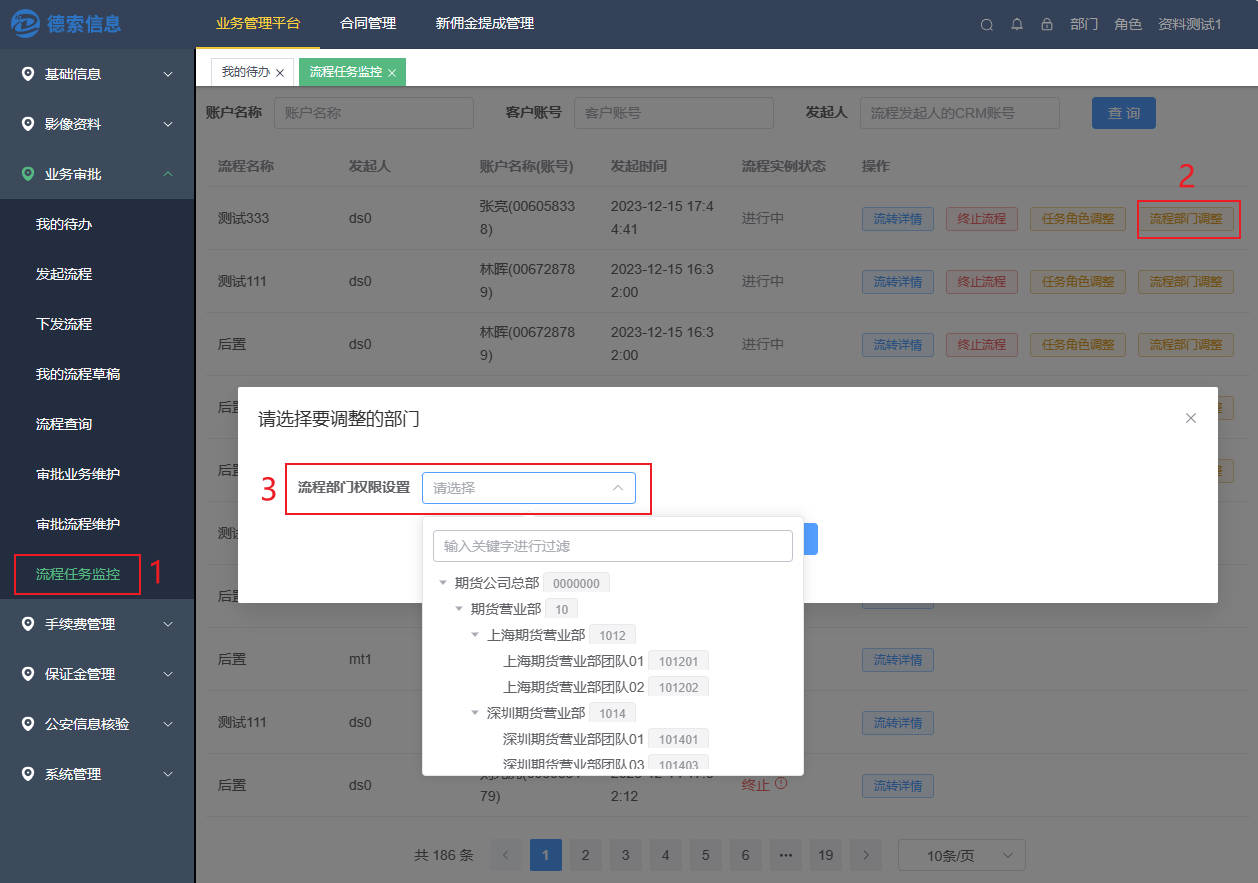 德索信息
业务管理平台 合同管理 新佣金提成管理
部门 角色 资料测试1
基础信息
影像资料
业务审批
我的待办
发起流程
下发流程
我的流程草稿
流程查询
审批业务维护
审批流程维护
流程任务监控
1
手续费管理
保证金管理
公安信息核验
系统管理
我的待办 × 流程任务监控 ×
账户名称 账户名称 客户账号 客户账号 发起人 流程发起人的CRM账号 查 询
流程名称 发起人 账户名称(账号) 发起时间 流程实例状态 操作
2
测试333 ds0 张亮(00605833 2023-12-15 17:4 进行中 流转详情 终止流程 任务角色调整 流程部门调整
8) 4:41
测试111 ds0 林晖(00672878 2023-12-15 16:3 进行中 流转详情 终止流程 任务角色调整 流程部门调整
9) 2:00
后置 ds0 林晖(00672878 2023-12-15 16:3 进行中 流转详情 终止流程 任务角色调整 流程部门调整
9) 2:00
后置
后置
测试
后置
请选择要调整的部门
3
流程部门权限设置 请选择
输入关键字进行过滤
期货公司总部 0000000
期货营业部 10
上海期货营业部 1012
上海期货营业部团队01 101201
上海期货营业部团队02 101202
深圳期货营业部 1014
深圳期货营业部团队01 101401
深圳期货营业部团队03 101403
后置 mt1 流转详情
测试111 ds0 流转详情
后置 ds0 终止 流转详情
79) 2:12
共 186 条 1 2 3 4 5 6 ••• 19 10条/页